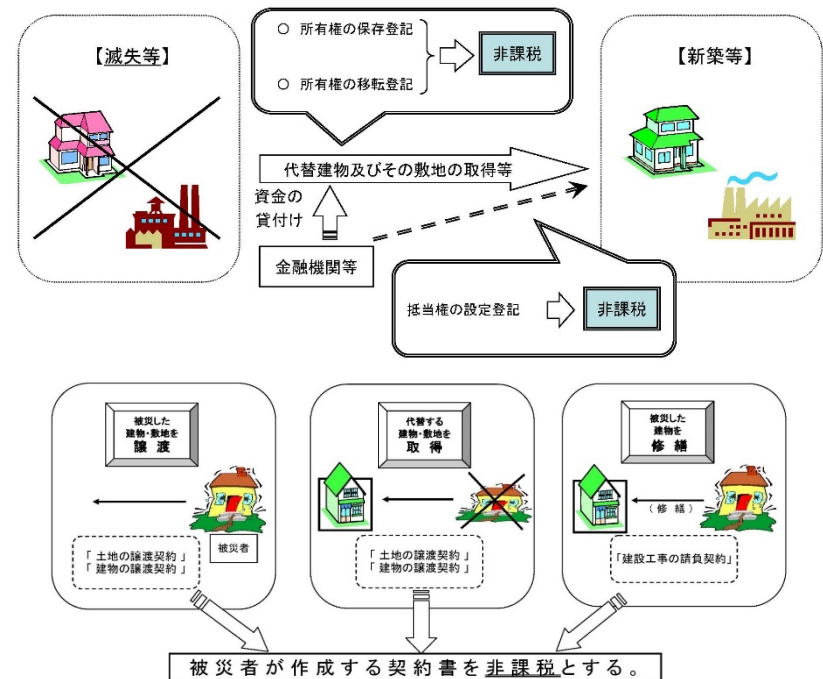 【滅失等】
○ 所有権の保存登記
○ 所有権の移転登記
非課税
【新築等】
代替建物及びその敷地の取得等
資金の
貸付け
金融機関等
抵当権の設定登記
非課税
被災した
建物・敷地を
譲 渡
被災者
「 土地の譲渡契約 」
「 建物の譲渡契約 」
代替する
建物・敷地を
取 得
「 土地の譲渡契約 」
「 建物の譲渡契約 」
被災した
建物を
修 繕
( 修 繕 )
「建設工事の請負契約」
被災者が作成する契約書を非課税とする。